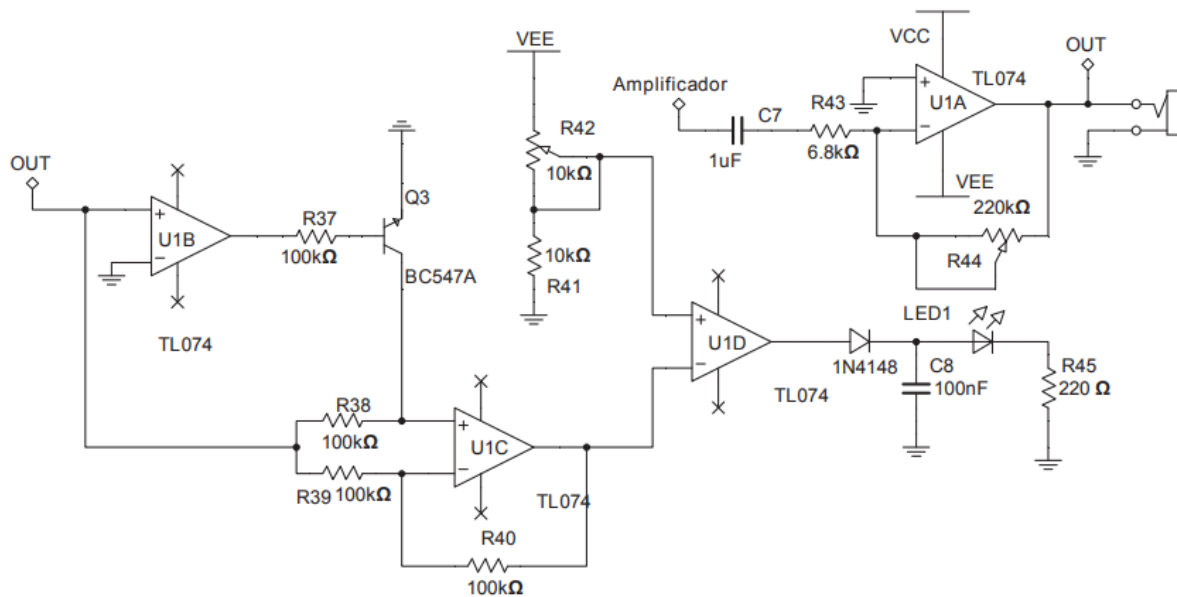 VEE
R42
10kΩ
10kΩ
R41
Amplificador
C7
1uF
R43
6.8kΩ
VCC
TL074
+
U1A
−
VEE
220kΩ
R44
OUT
OUT
+
U1B
−
TL074
R37
100kΩ
Q3
BC547A
R38
100kΩ
R39
100kΩ
+
U1C
−
TL074
R40
100kΩ
+
U1D
−
TL074
1N4148
C8
100nF
LED1
R45
220 Ω